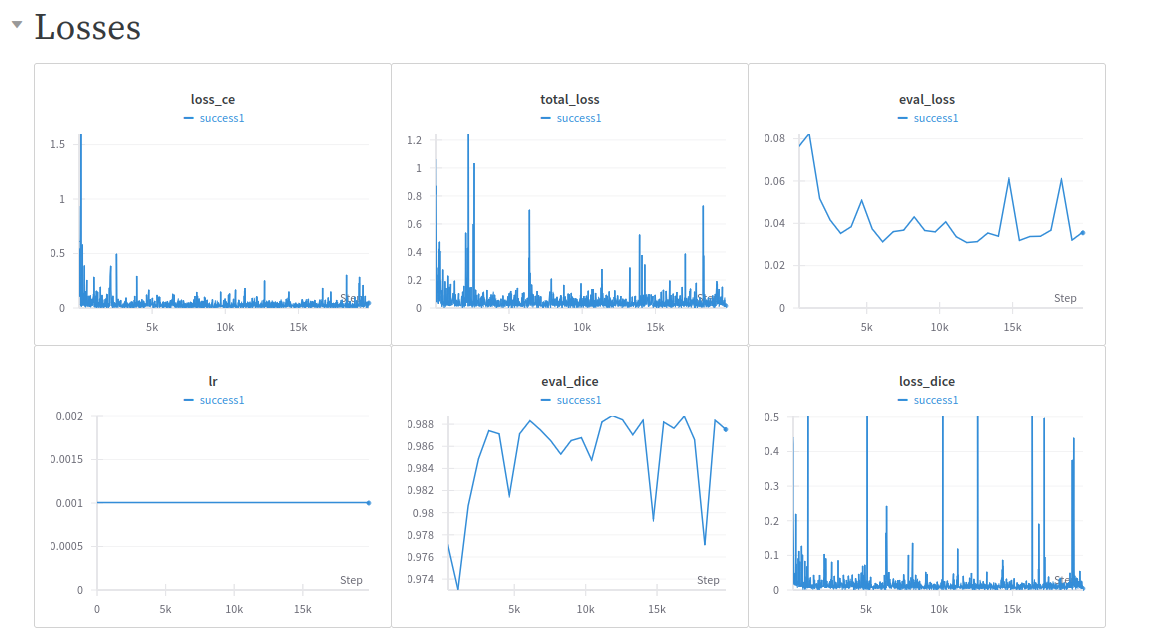 Losses
loss_ce
success1
1.5
1
0.5
0
Step
5k
10k
15k
total_loss
success1
1.2
1
0.8
0.6
0.4
0.2
0
Step
5k
10k
15k
eval_loss
success1
0.08
0.06
0.04
0.02
0
Step
5k
10k
15k
lr
success1
0.002
0.0015
0.001
0.0005
0
Step
0
5k
10k
15k
eval_dice
success1
0.988
0.986
0.984
0.982
0.98
0.978
0.976
0.974
Step
5k
10k
15k
loss_dice
success1
0.5
0.4
0.3
0.2
0.1
0
Step
5k
10k
15k